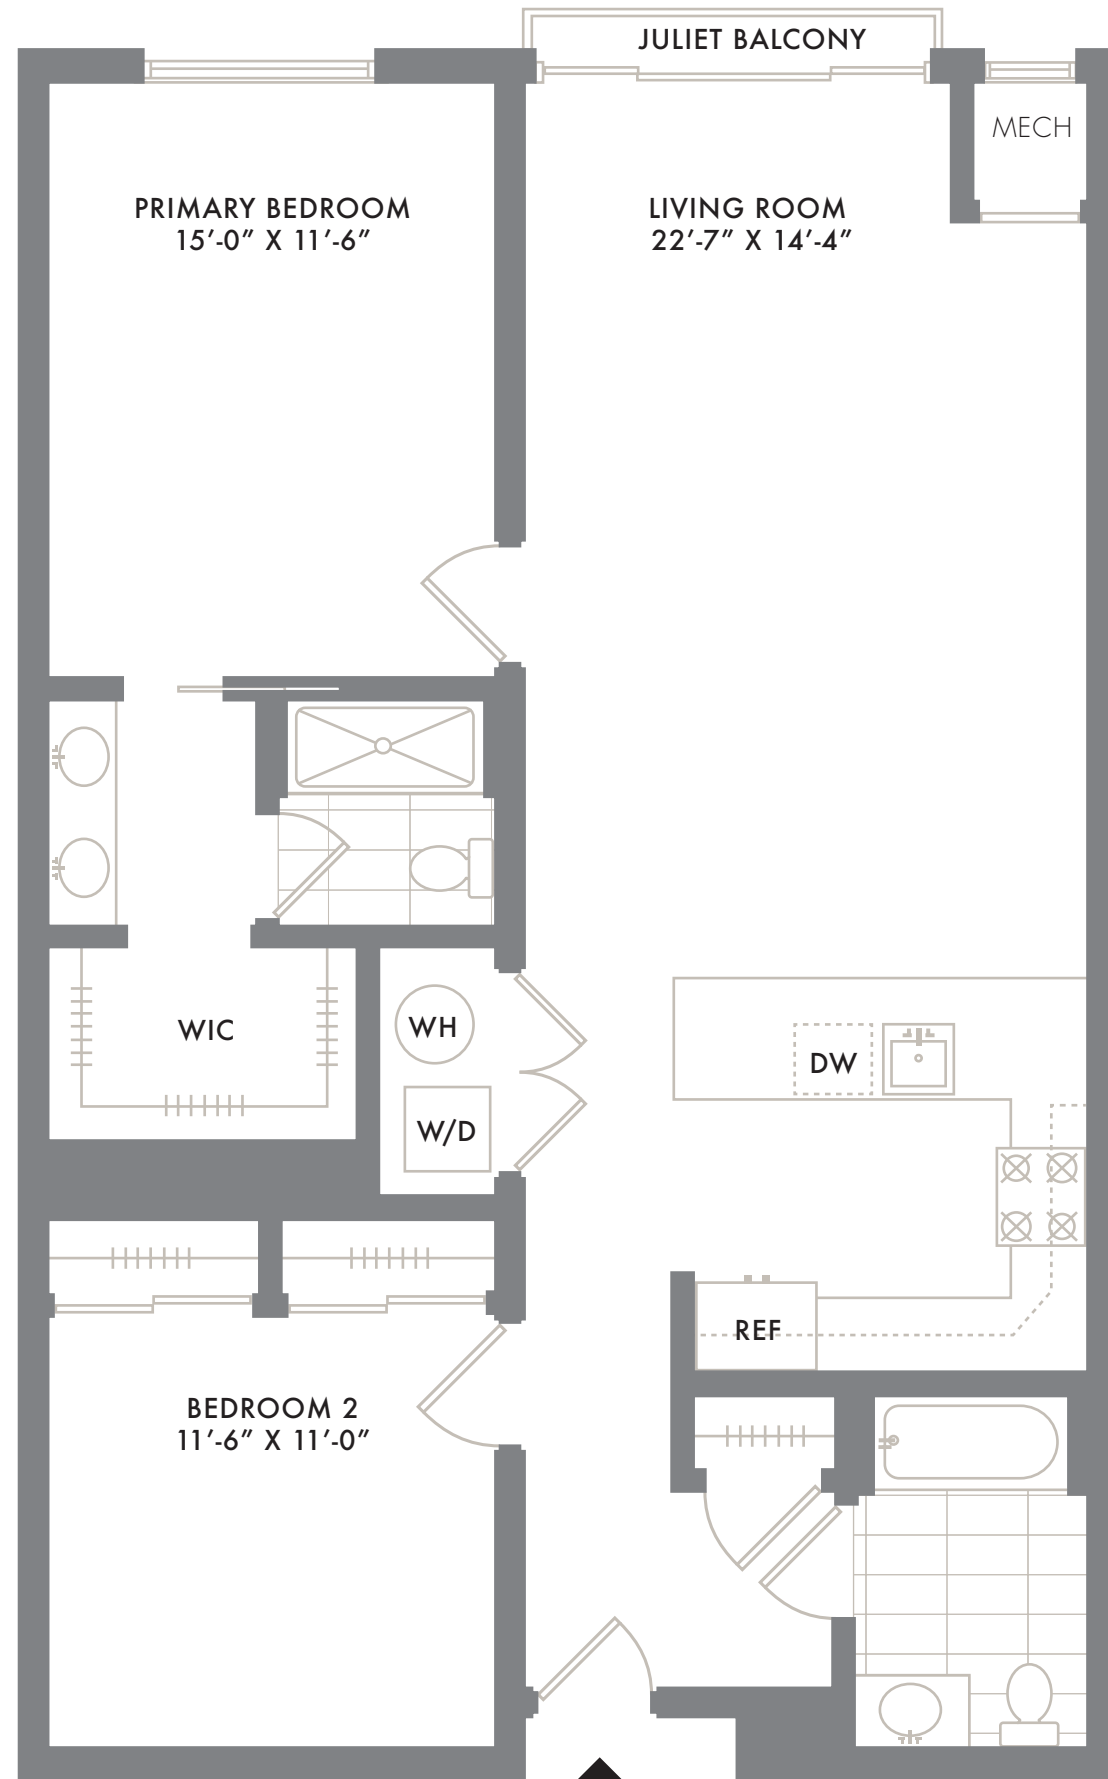 JULIET BALCONY
MECH
PRIMARY BEDROOM
15′-0″ X 11′-6″
LIVING ROOM
22′-7″ X 14′-4″
WIC
WH
W/D
DW
REF
BEDROOM 2
11′-6″ X 11′-0″